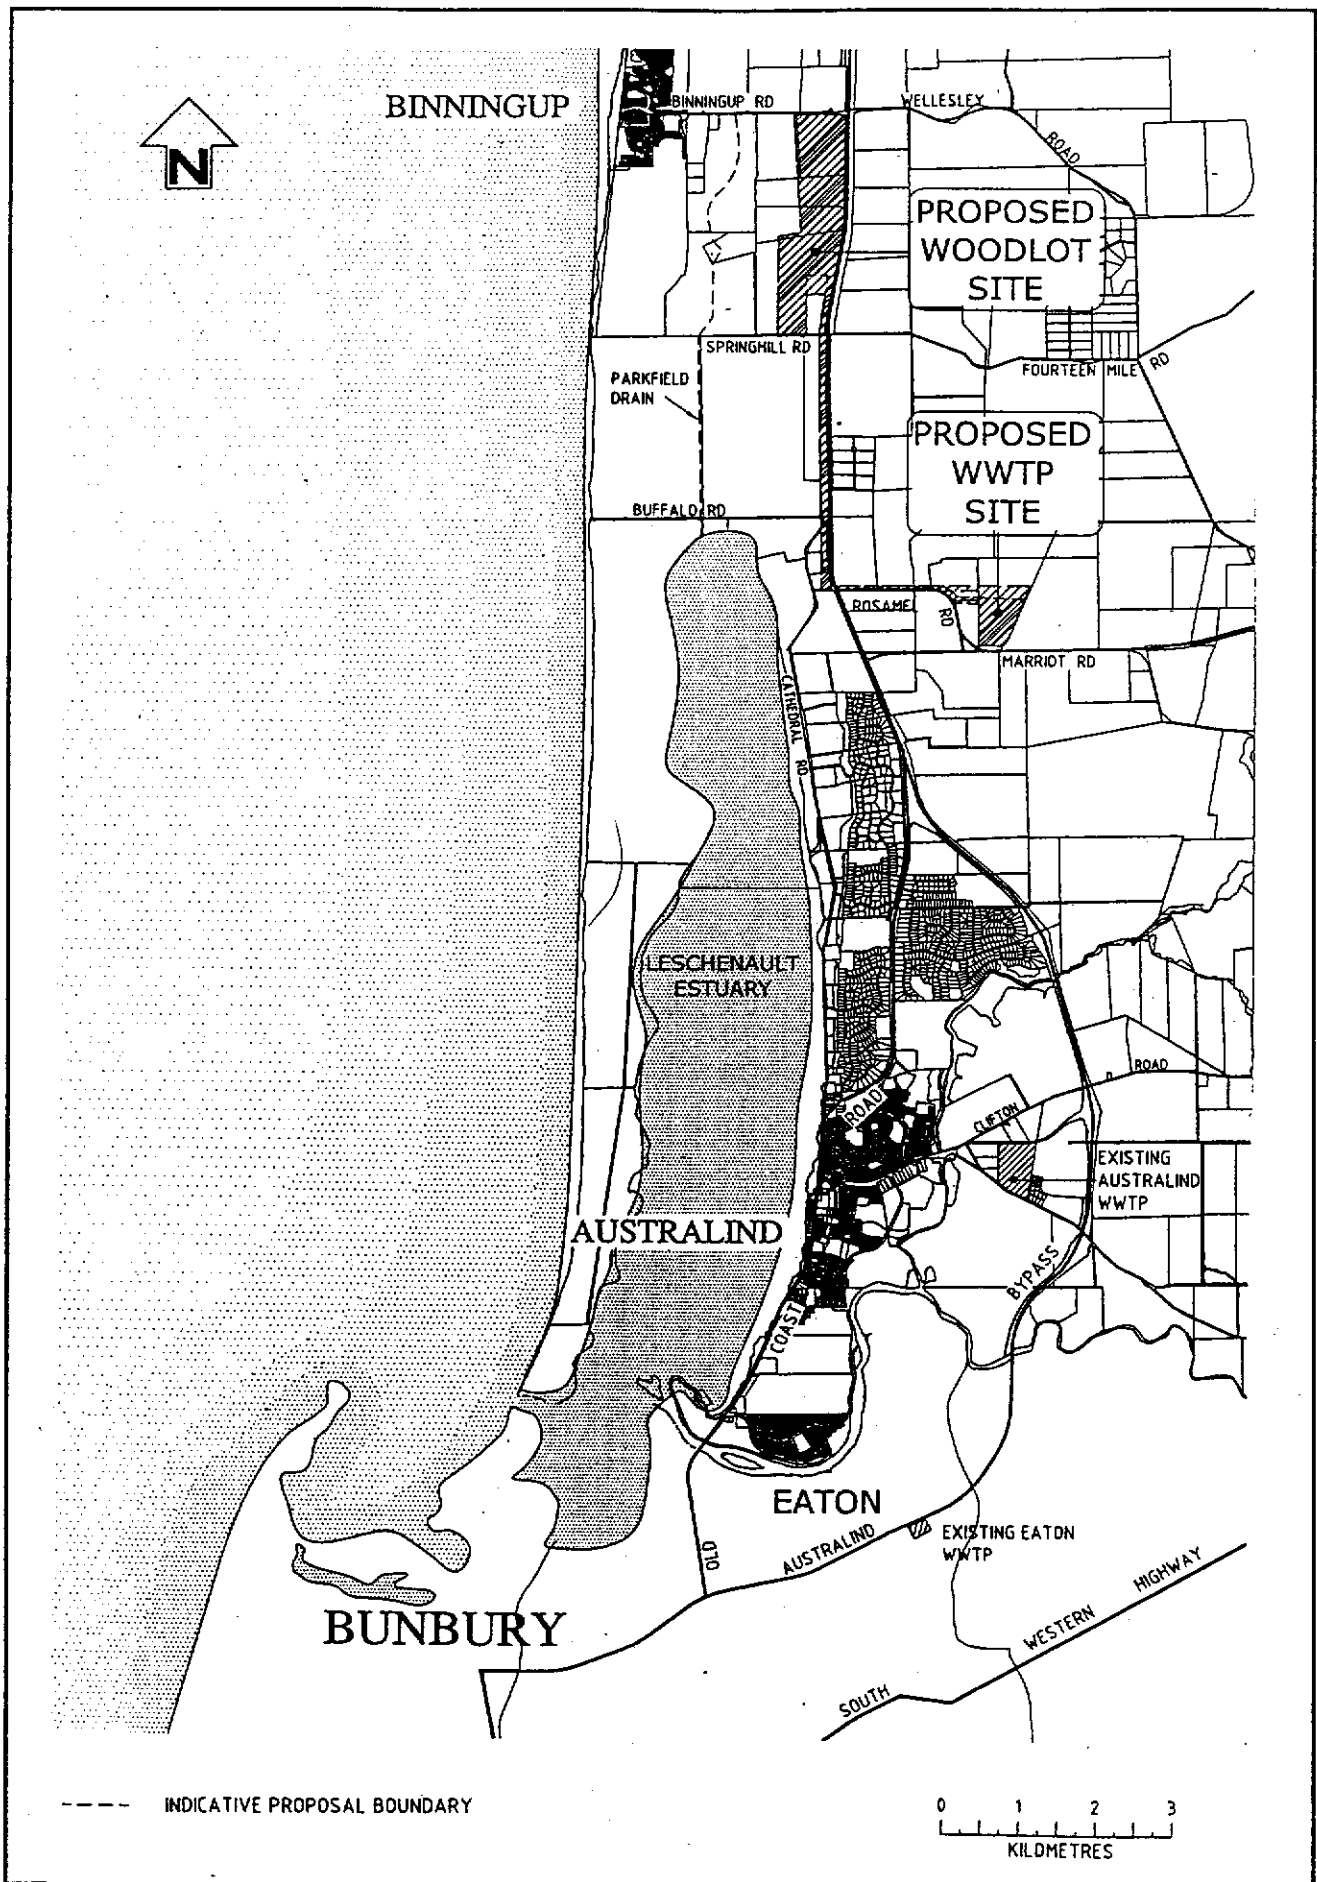 BINNINGUP
N
BINNINGUP RD
WELLESLEY
ROAD
PROPOSED
WOODLOT
SITE
SPRINGHILL RD
FOURTEEN MILE RD
PARKFIELD
DRAIN
PROPOSED
WWTP
SITE
BUFFALO RD
ROSAMEL
RD
MARRIOT RD
CATHEDRAL RD
LESCHENAULT
ESTUARY
ROAD
ROAD
CLIFTON
EXISTING
AUSTRALIND
WWTP
AUSTRALIND
BYPASS
COAST
EATON
OLD
AUSTRALIND
EXISTING EATON
WWTP
BUNBURY
SOUTH
WESTERN
HIGHWAY
INDICATIVE PROPOSAL BOUNDARY
0 1 2 3
KILOMETRES